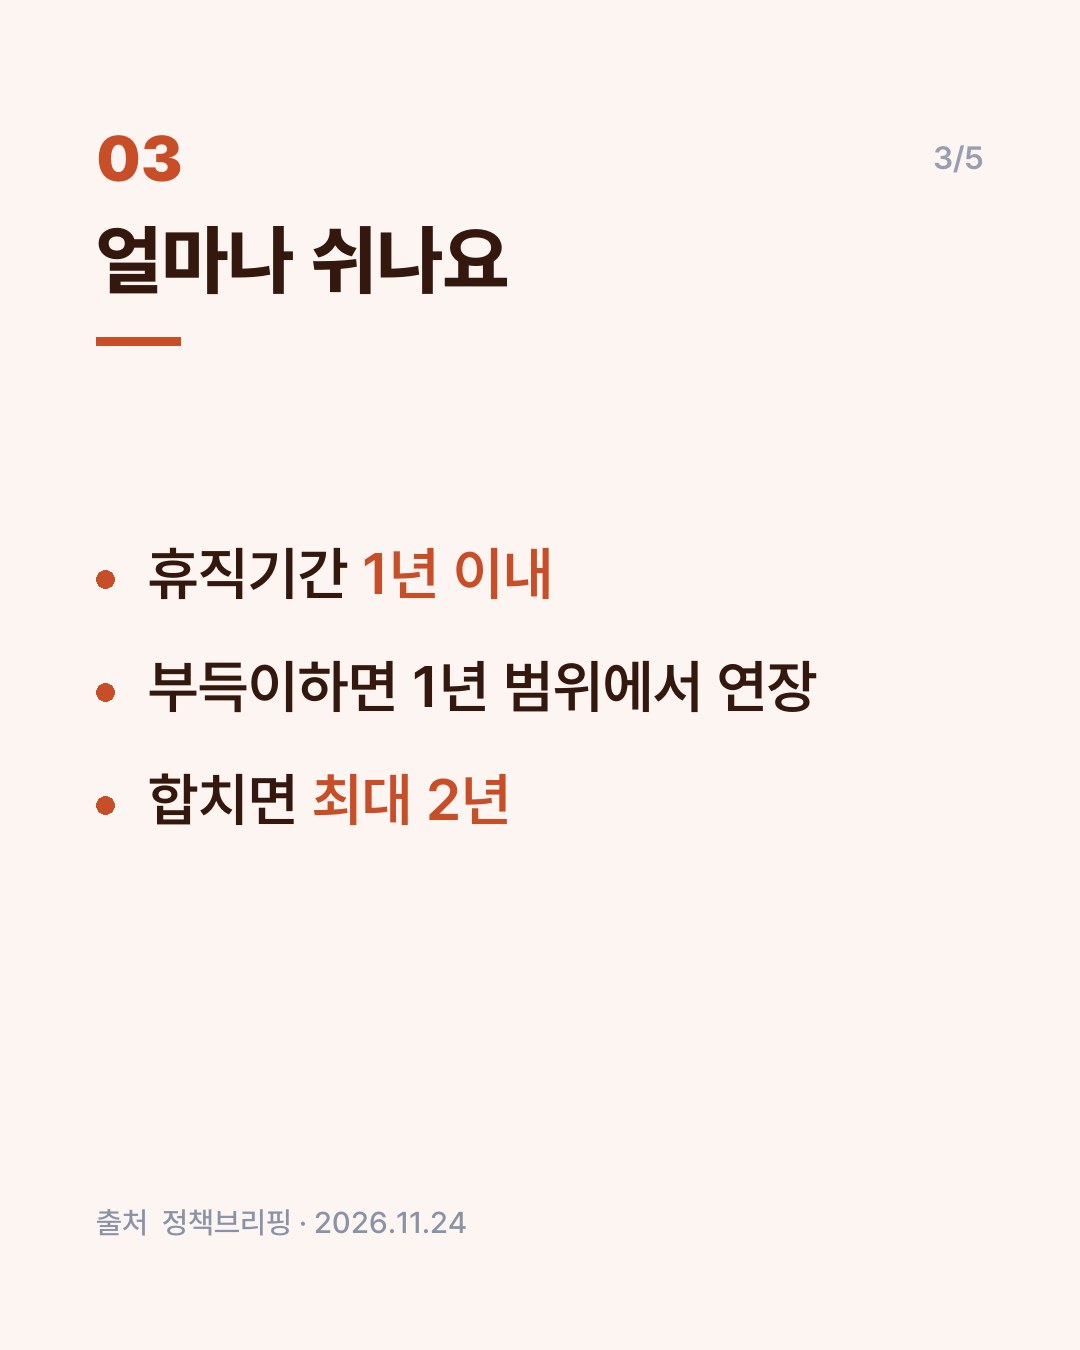 03
3/5
얼마나 쉬나요
• 휴직기간 1년 이내
• 부득이하면 1년 범위에서 연장
• 합치면 최대 2년
출처 정책브리핑 · 2026.11.24